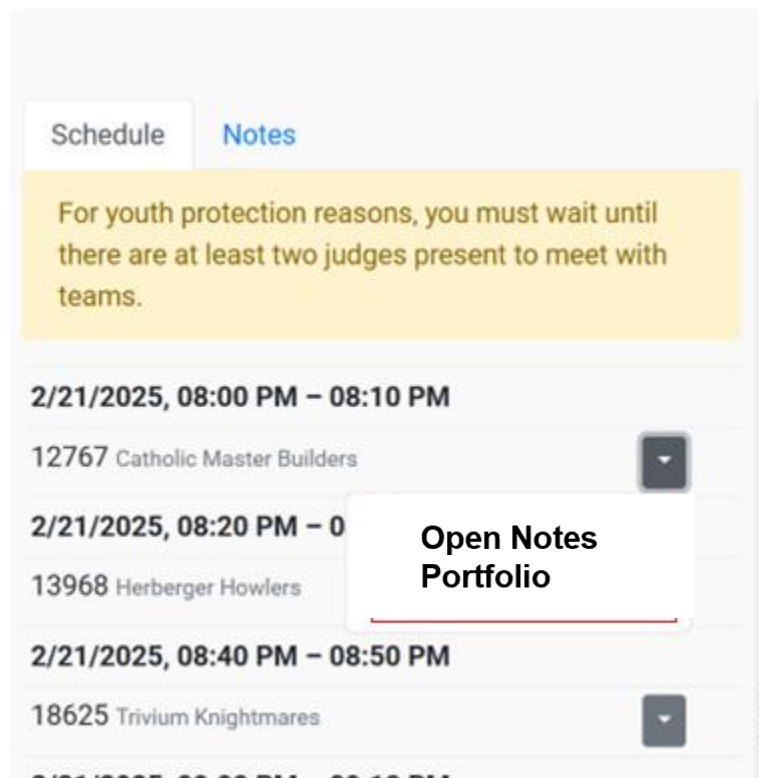 Schedule Notes
For youth protection reasons, you must wait until
there are at least two judges present to meet with
teams.
2/21/2025, 08:00 PM – 08:10 PM
12767 Catholic Master Builders
2/21/2025, 08:20 PM – 0
Open Notes
Portfolio
13968 Herberger Howlers
2/21/2025, 08:40 PM – 08:50 PM
18625 Trivium Knightmares